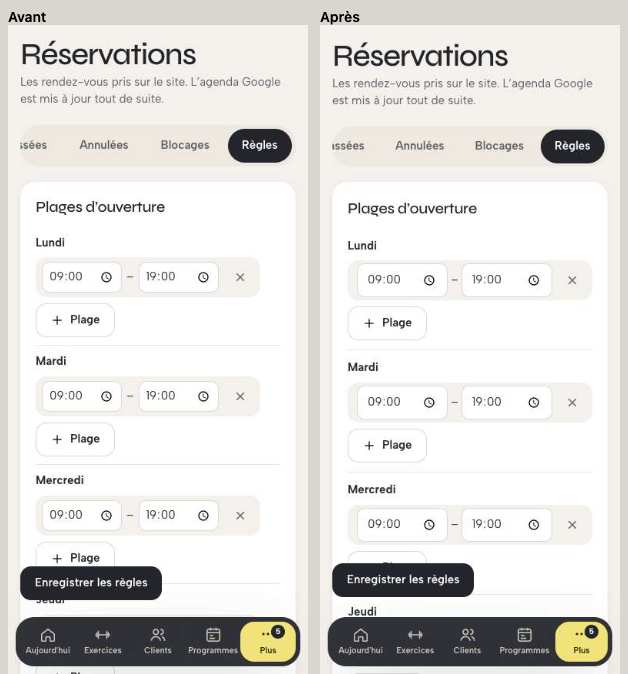 Avant
Réservations
Les rendez-vous pris sur le site. L'agenda Google
est mis à jour tout de suite.
ssées Annulées Blocages Règles
Plages d'ouverture
Lundi
09:00 – 19:00 ×
+ Plage
Mardi
09:00 – 19:00 ×
+ Plage
Mercredi
09:00 – 19:00 ×
+ Plage
Enregistrer les règles
Jeudi
5
Aujourd'hui Exercices Clients Programmes Plus
Après
Réservations
Les rendez-vous pris sur le site. L'agenda Google
est mis à jour tout de suite.
ssées Annulées Blocages Règles
Plages d'ouverture
Lundi
09:00 – 19:00 ×
+ Plage
Mardi
09:00 – 19:00 ×
+ Plage
Mercredi
09:00 – 19:00 ×
Enregistrer les règles
Jeudi
5
Aujourd'hui Exercices Clients Programmes Plus